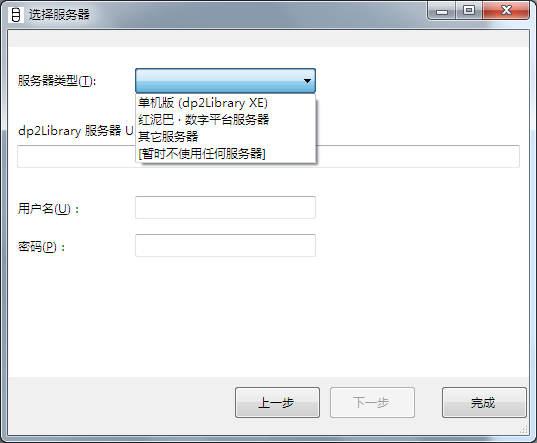 选择服务器
服务器类型(T):
单机版 (dp2Library XE)
红泥巴 · 数字平台服务器
其它服务器
[暂时不使用任何服务器]
dp2Library 服务器 U
用户名(U)：
密码(P)：
上一步
下一步
完成